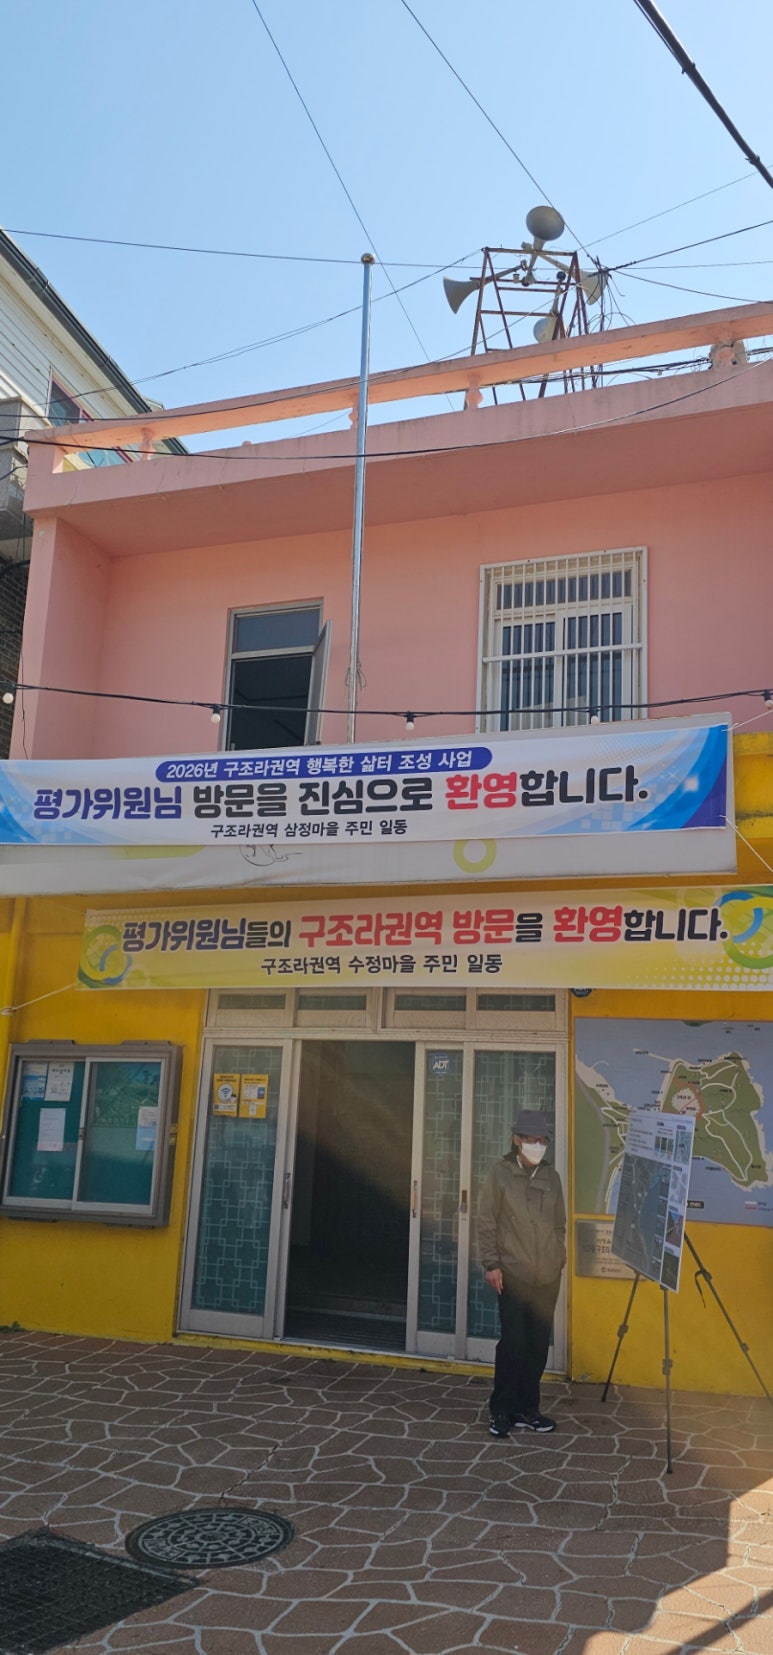 2026년 구조라권역 행복한 삶터 조성 사업
평가위원님 방문을 진심으로 환영합니다.
구조라권역 삼정마을 주민 일동
평가위원님들의 구조라권역 방문을 환영합니다.
구조라권역 수정마을 주민 일동
ADT